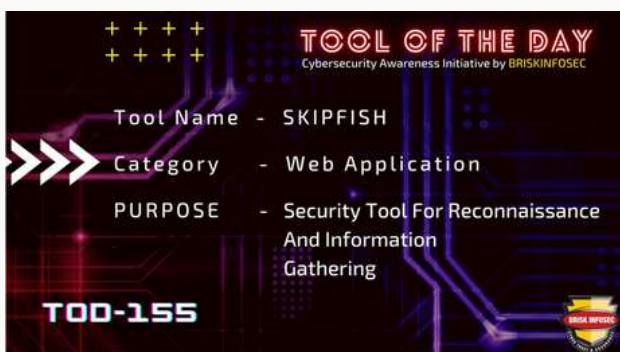 TOOL OF THE DAY
Cybersecurity Awareness Initiative by BRISKINFOSEC
Tool Name - SKIPFISH
Category - Web Application
PURPOSE - Security Tool For Reconnaissance
And Information
Gathering
TOD-155
BRISK INFOSEC